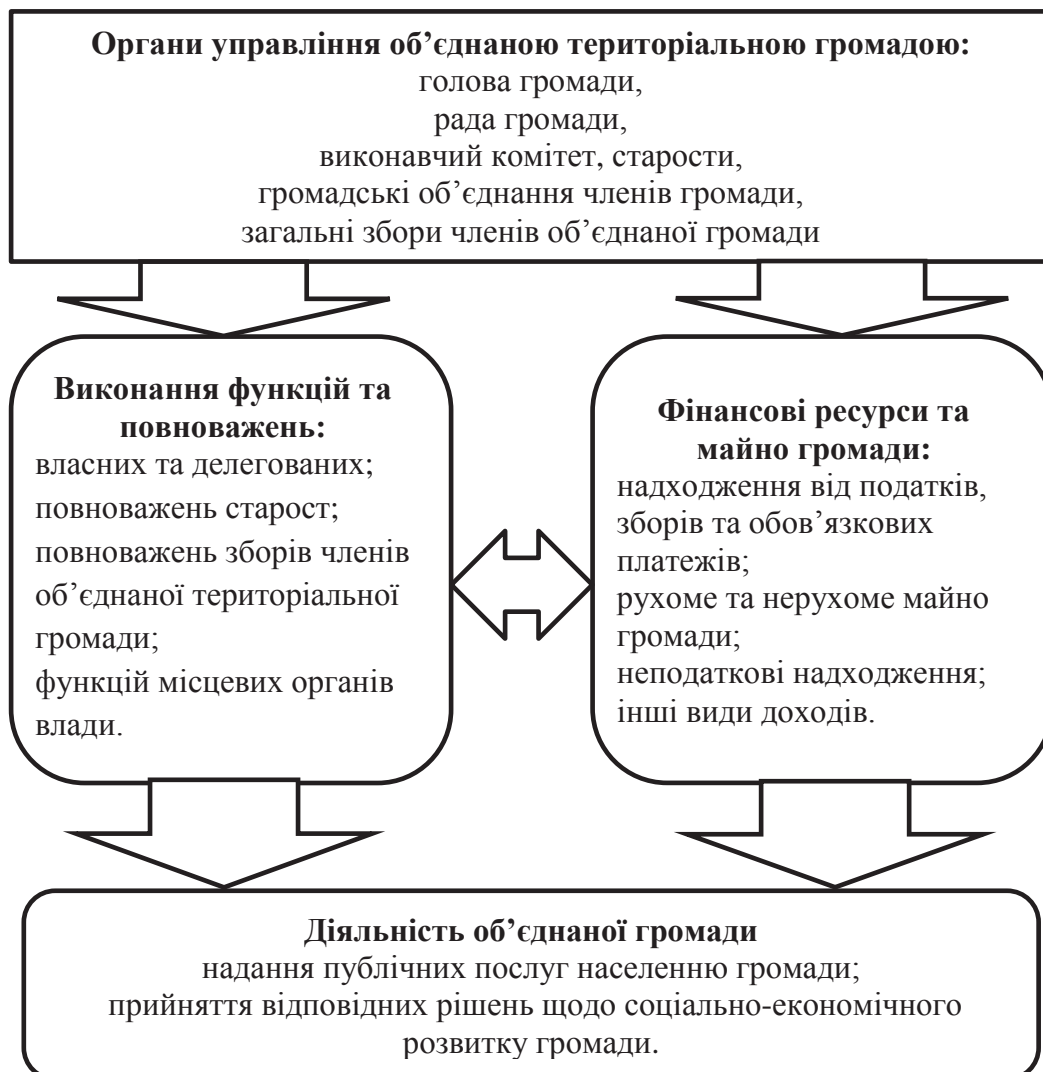 Органи управління об’єднаною територіальною громадою:
голова громади,
рада громади,
виконавчий комітет, старости,
громадські об’єднання членів громади,
загальні збори членів об’єднаної громади
Виконання функцій та
повноважень:
власних та делегованих;
повноважень старост;
повноважень зборів членів
об’єднаної територіальної
громади;
функцій місцевих органів
влади.
Фінансові ресурси та
майно громади:
надходження від податків,
зборів та обов’язкових
платежів;
рухоме та нерухоме майно
громади;
неподаткові надходження;
інші види доходів.
Діяльність об’єднаної громади
надання публічних послуг населенню громади;
прийняття відповідних рішень щодо соціально-економічного
розвитку громади.